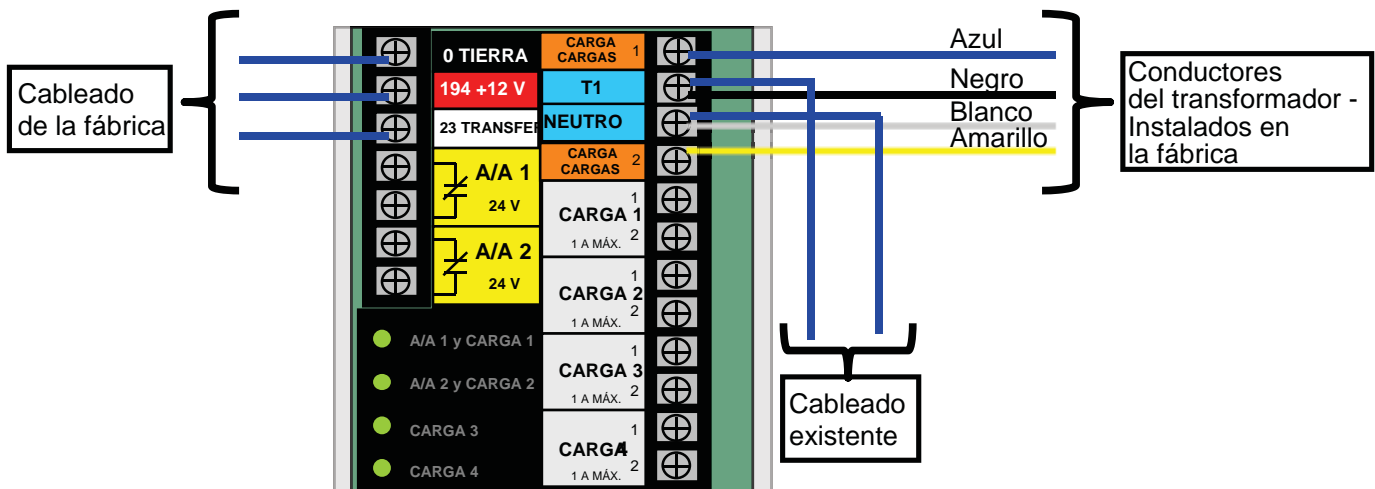 Cableado
de la fábrica
0 TIERRA
194 +12 V
23 TRANSFER
A/A 1
24 V
A/A 2
24 V
A/A 1 y CARGA 1
A/A 2 y CARGA 2
CARGA 3
CARGA 4
CARGA
CARGAS 1
T1
NEUTRO
CARGA
CARGAS 2
1
CARGA 1
1 A MÁX. 2
1
CARGA 2
2
1 A MÁX.
1
CARGA 3
1 A MÁX. 2
1
CARGA4
1 A MÁX. 2
Azul
Negro
Blanco
Amarillo
Conductores
del transformador -
Instalados en
la fábrica
Cableado
existente